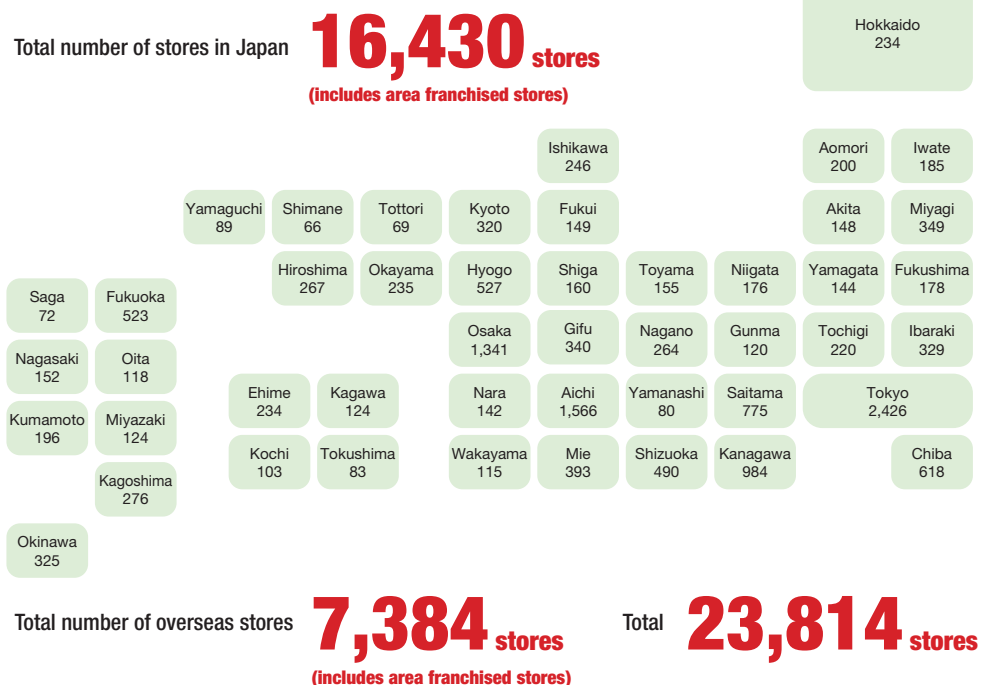 Total number of stores in Japan 16,430 stores
(includes area franchised stores)
Hokkaido
234
Ishikawa
246
Aomori
200
Iwate
185
Yamaguchi
89
Shimane
66
Tottori
69
Kyoto
320
Fukui
149
Akita
148
Miyagi
349
Hiroshima
267
Okayama
235
Hyogo
527
Shiga
160
Toyama
155
Niigata
176
Yamagata
144
Fukushima
178
Saga
72
Fukuoka
523
Osaka
1,341
Gifu
340
Nagano
264
Gunma
120
Tochigi
220
Ibaraki
329
Nagasaki
152
Oita
118
Ehime
234
Kagawa
124
Nara
142
Aichi
1,566
Yamanashi
80
Saitama
775
Tokyo
2,426
Kumamoto
196
Miyazaki
124
Kochi
103
Tokushima
83
Wakayama
115
Mie
393
Shizuoka
490
Kanagawa
984
Chiba
618
Kagoshima
276
Okinawa
325
Total number of overseas stores 7,384 stores
(includes area franchised stores)
Total 23,814 stores